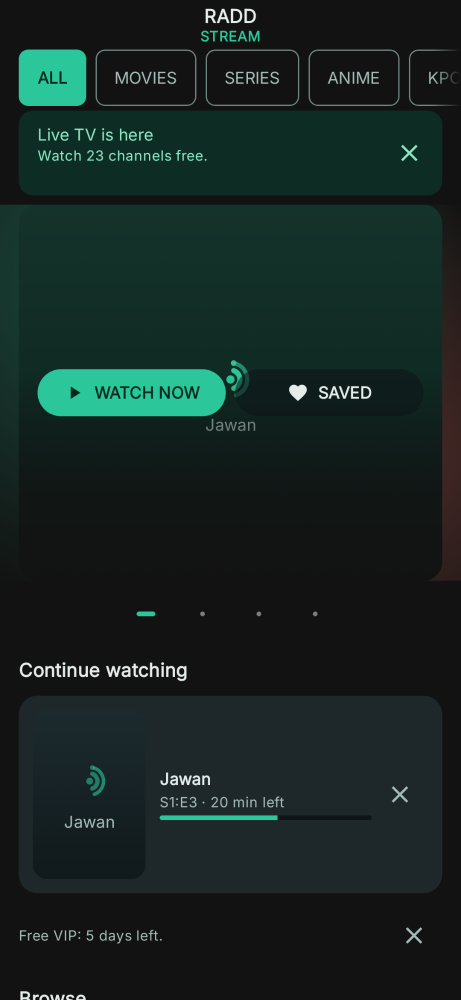 RADD
STREAM
ALL MOVIES SERIES ANIME KPC
Live TV is here
Watch 23 channels free.
WATCH NOW SAVED
Jawan
Continue watching
Jawan
S1:E3 · 20 min left
Jawan
Free VIP: 5 days left.
Browse